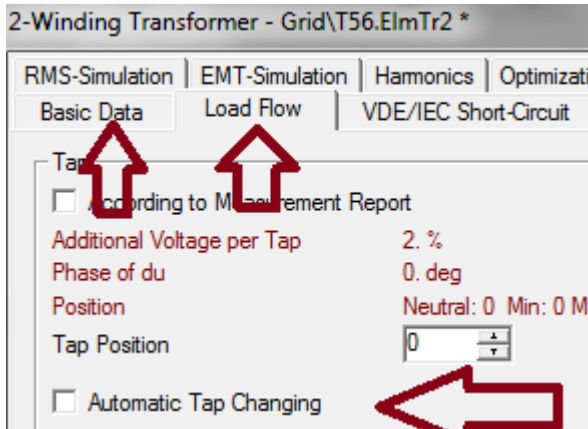 2-Winding Transformer - Grid\T56.ElmTr2 *
RMS-Simulation EMT-Simulation Harmonics
Basic Data Load Flow VDE/IEC Short-Circuit
According to Measurement Report
Additional Voltage per Tap 2. %
Phase of du 0. deg
Position Neutral: 0 Min: 0
Tap Position 0
Automatic Tap Changing